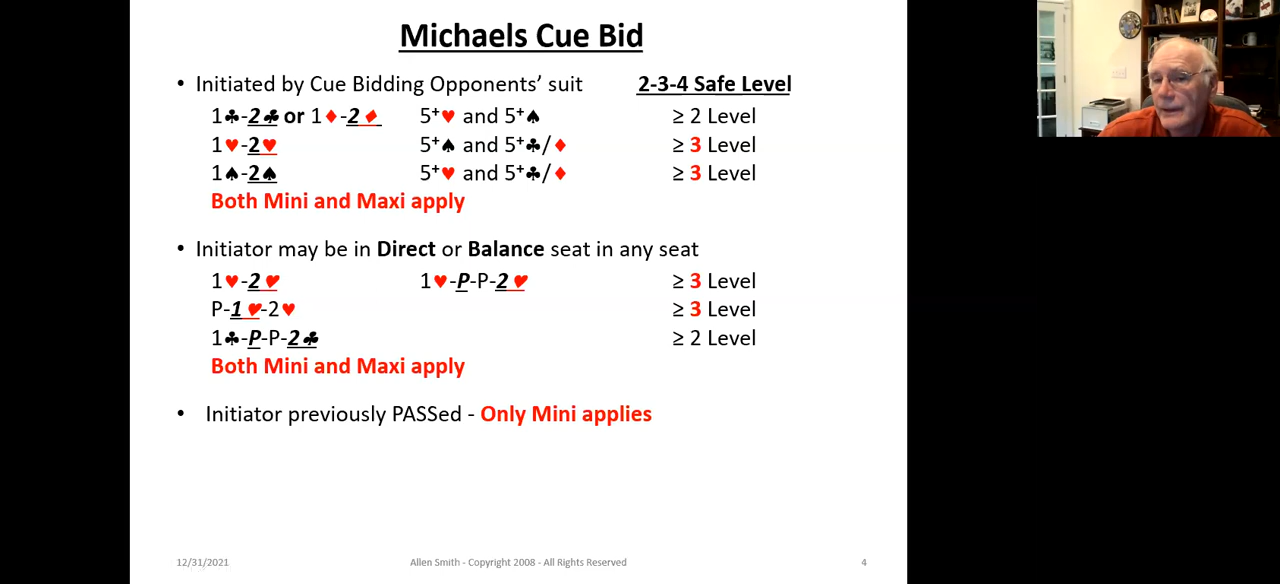 Michaels Cue Bid
• Initiated by Cue Bidding Opponents’ suit 2-3-4 Safe Level
1♣-2♣ or 1♦-2♦ 5⁺♥ and 5⁺♠ ≥ 2 Level
1♥-2♥ 5⁺♠ and 5⁺♣/♦ ≥ 3 Level
1♠-2♠ 5⁺♥ and 5⁺♣/♦ ≥ 3 Level
Both Mini and Maxi apply
• Initiator may be in Direct or Balance seat in any seat
1♥-2♥ 1♥-P-P-2♥ ≥ 3 Level
P-1♥-2♥ ≥ 3 Level
1♣-P-P-2♣ ≥ 2 Level
Both Mini and Maxi apply
• Initiator previously PASSed - Only Mini applies
12/31/2021 Allen Smith - Copyright 2008 - All Rights Reserved 4